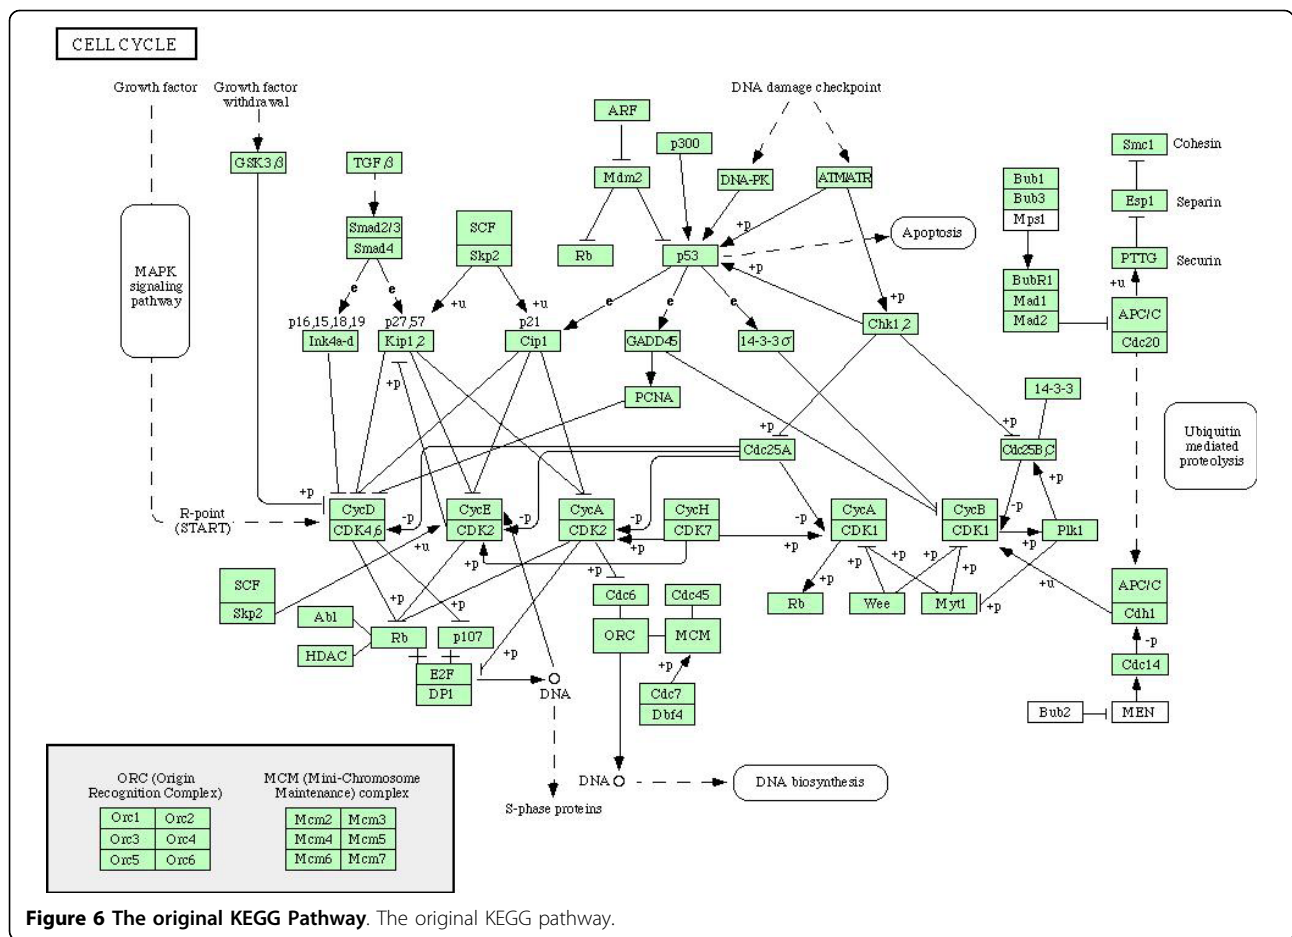 CELL CYCLE
Growth factor
Growth factor
withdrawal
DNA damage checkpoint
ARF
p300
Smc1
Cohesin
GSK3β
TGFβ
Mdm2
DNA-PK
ATM/ATR
Bub1
Bub3
Mps1
Esp1
Separin
+p
Smad2/3
Smad4
SCF
Skp2
Rb
p53
Apoptosis
MAPK
signaling
pathway
PTTG
Securin
+p
BubR1
Mad1
Mad2
+u
e
e
+u
+u
e
e
e
+p
APC/C
Cdc20
p16,15,18,19
Ink4a-d
p27,57
Kip1,2
p21
Cip1
GADD45
14-3-3σ
Chk1,2
+p
PCNA
14-3-3
Ubiquitin
mediated
proteolysis
+p
+p
Cdc25A
Cdc25B,C
+p
+p
R-point
(START)
CycD
CDK4,6
-p
CycE
CDK2
-p
CycA
CDK2
-p
CycH
CDK7
-p
CycA
CDK1
CycB
CDK1
-p
Plk1
+u
+p
+p
+p
+p
+p
+p
+p
+p
+u
SCF
Skp2
+p
+p
Cdc6
Cdc45
Rb
Wee
Myt1
+p
APC/C
Cdh1
Abl
HDAC
Rb
p107
ORC
MCM
-p
+p
+p
E2F
DP1
DNA
Cdc7
Dbf4
Cdc14
Bub2
MEN
ORC (Origin
Recognition Complex)
MCM (Mini-Chromosome
Maintenance) complex
DNA
DNA biosynthesis
S-phase proteins
Orc1
Orc2
Mcm2
Mcm3
Orc3
Orc4
Mcm4
Mcm5
Orc5
Orc6
Mcm6
Mcm7
Figure 6 The original KEGG Pathway. The original KEGG pathway.